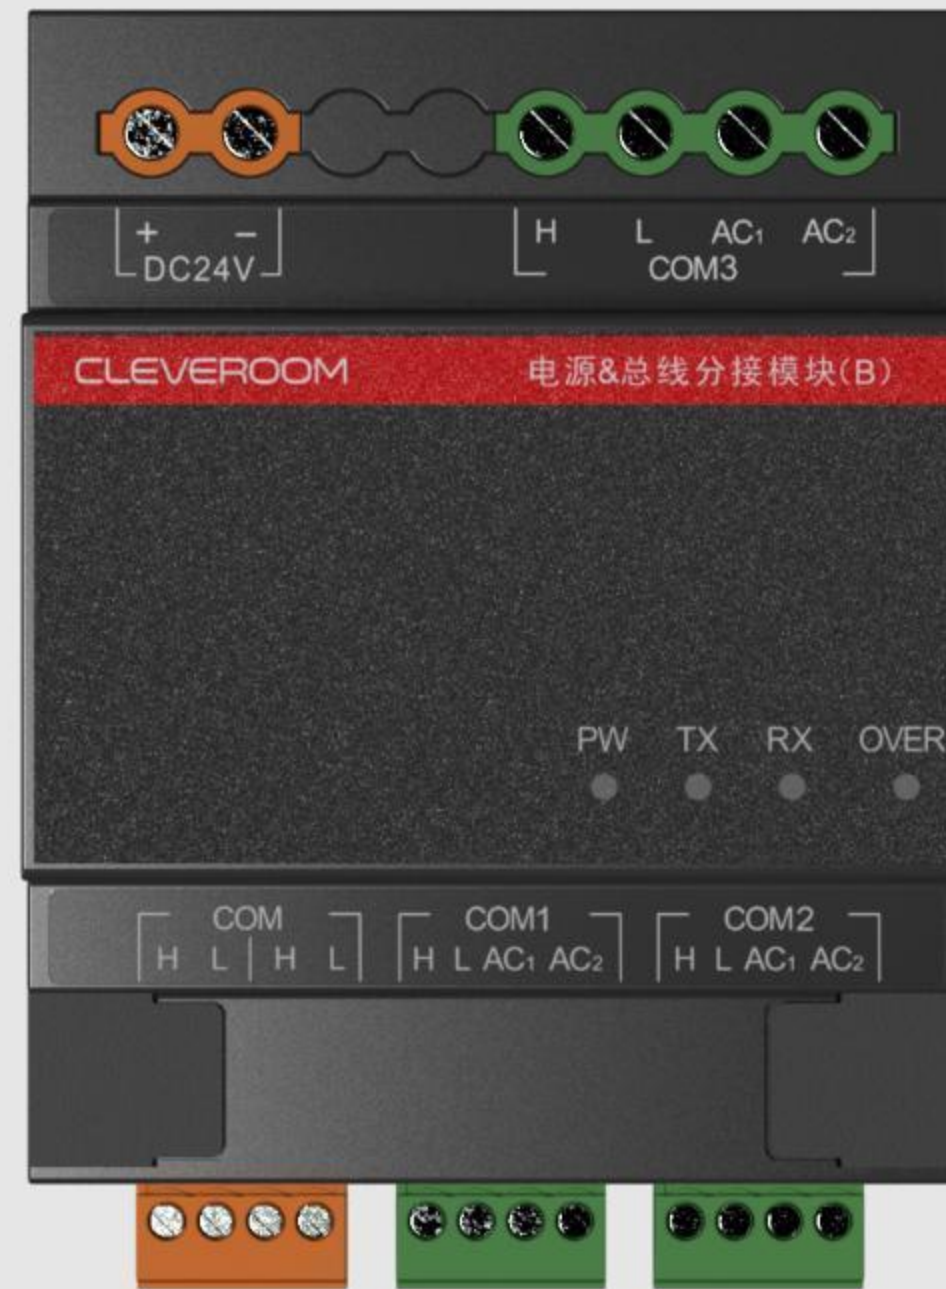 + − H L AC₁ AC₂
DC24V COM3
CLEVEROOM 电源&总线分接模块(B)
PW TX RX OVER
COM COM1 COM2
H L H L H L AC₁ AC₂ H L AC₁ AC₂